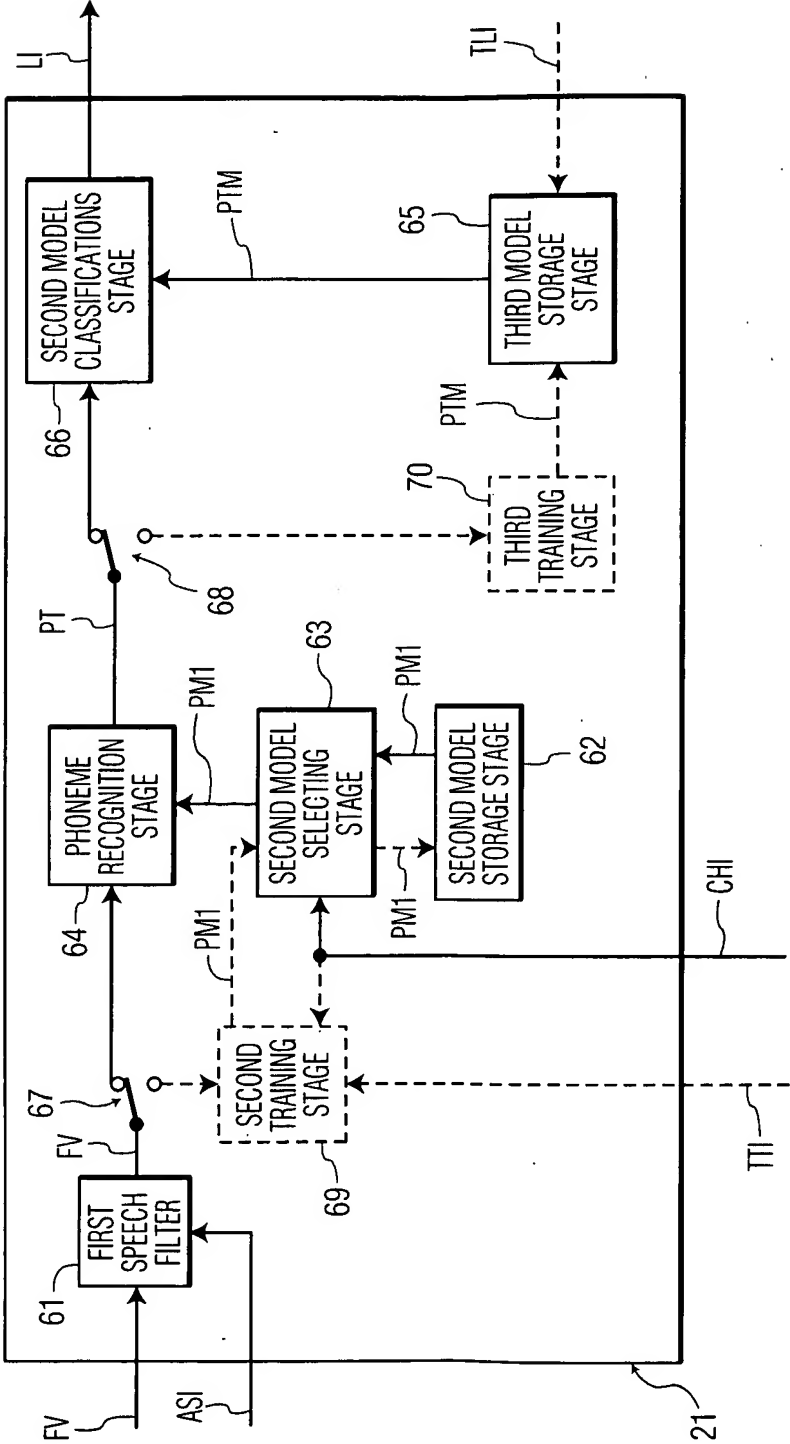 FV
ASI
61
FIRST
SPEECH
FILTER
FV
67
SECOND
TRAINING
STAGE
69
TTI
64
PHONEME
RECOGNITION
STAGE
PM1
PM1
SECOND MODEL
SELECTING
STAGE
63
PM1
PM1
SECOND MODEL
STORAGE STAGE
62
CHI
PT
68
66
SECOND MODEL
CLASSIFICATIONS
STAGE
LI
PTM
70
THIRD
TRAINING
STAGE
PTM
65
THIRD MODEL
STORAGE
STAGE
TLI
21